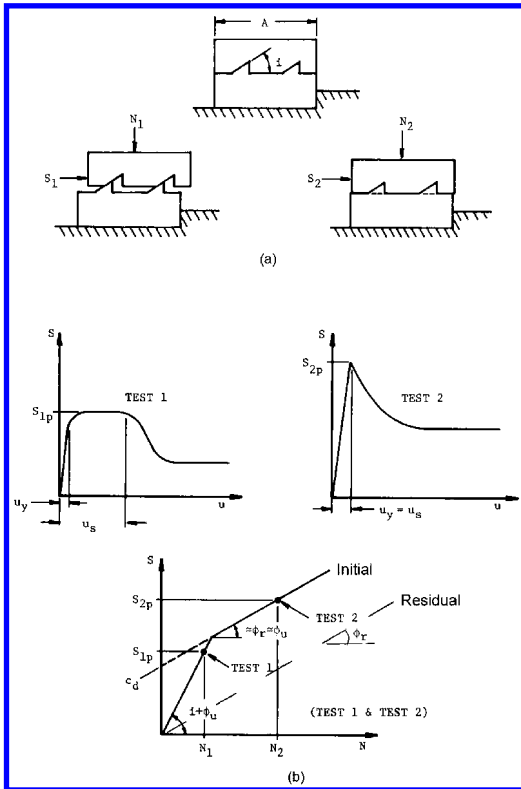 A
i
N1
N2
S1
S2
(a)
S
S
S2p
TEST 1
TEST 2
S1p
uy
u
us
u
uy = us
S
Initial
S2p
TEST 2
Residual
≃ϕr≃ϕu
ϕr
S1p
TEST 1
cd
i+ϕu
(TEST 1 & TEST 2)
N1
N2
N
(b)